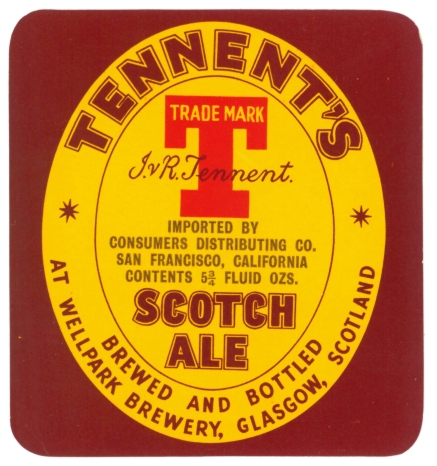 TENNENT'S
TRADE MARK
T
J.&R.Tennent.
IMPORTED BY
CONSUMERS DISTRIBUTING CO.
SAN FRANCISCO, CALIFORNIA
CONTENTS 5¾ FLUID OZS.
SCOTCH
ALE
BREWED AND BOTTLED
AT WELLPARK BREWERY, GLASGOW, SCOTLAND